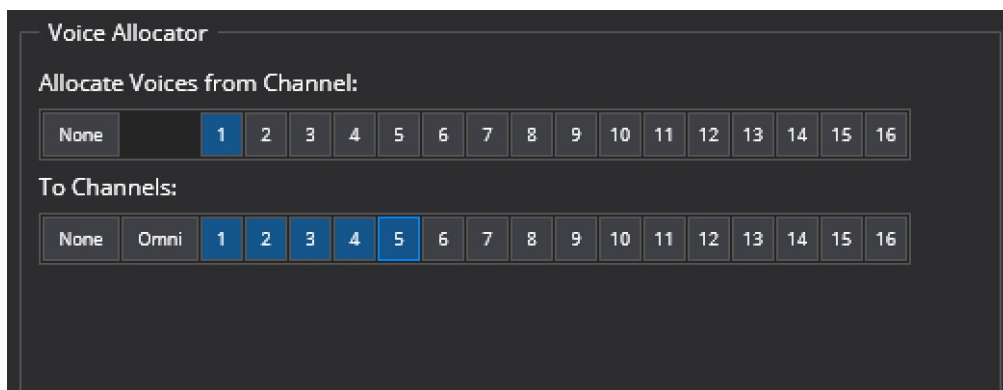 Voice Allocator
Allocate Voices from Channel:
None 1 2 3 4 5 6 7 8 9 10 11 12 13 14 15 16
To Channels:
None Omni 1 2 3 4 5 6 7 8 9 10 11 12 13 14 15 16